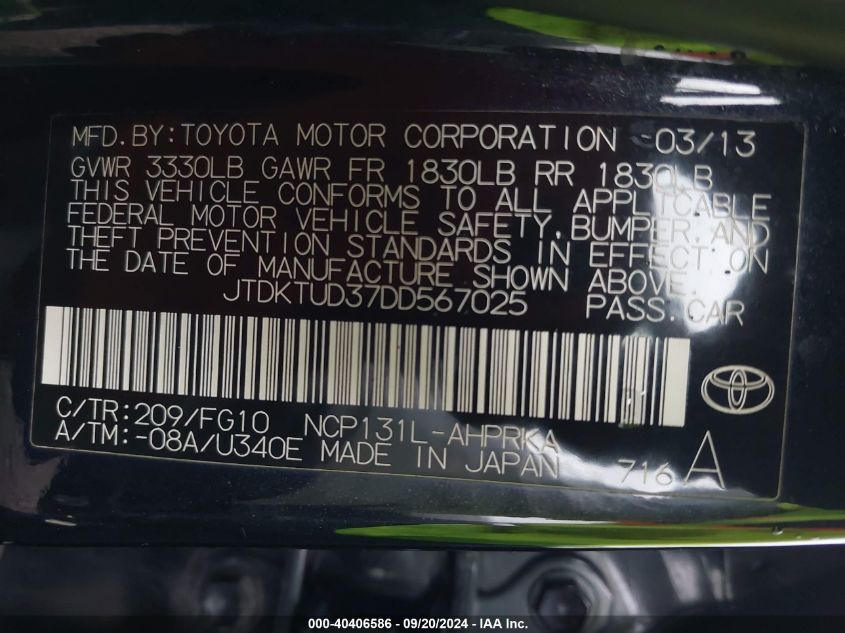 MFD. BY: TOYOTA MOTOR CORPORATION 03/13
GVWR 3330LB GAWR FR 1830LB RR 1830LB
THIS VEHICLE CONFORMS TO ALL APPLICABLE
FEDERAL MOTOR VEHICLE SAFETY, BUMPER, AND
THEFT PREVENTION STANDARDS IN EFFECT ON
THE DATE OF MANUFACTURE SHOWN ABOVE.
JTDKTUD37DD567025 PASS. CAR
C/TR: 209/FG10 NCP131L-AHPRKA
A/TM: -08A/U340E MADE IN JAPAN 716 A
000-40406586 - 09/20/2024 - IAA Inc.